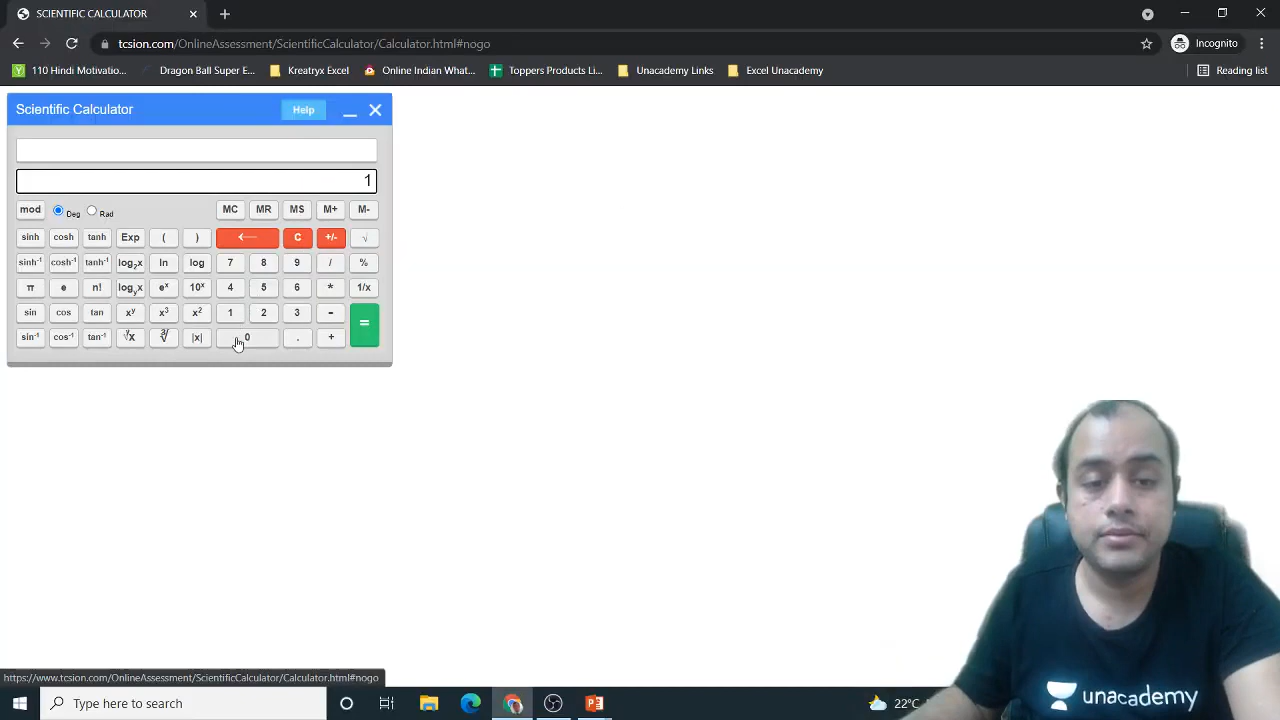 SCIENTIFIC CALCULATOR
tcsion.com/OnlineAssessment/ScientificCalculator/Calculator.html#nogo
Incognito
110 Hindi Motivatio...
Dragon Ball Super E...
Kreatryx Excel
Online Indian What...
Toppers Products Li...
Unacademy Links
Excel Unacademy
Reading list
Scientific Calculator
Help
1
mod Deg Rad MC MR MS M+ M-
sinh cosh tanh Exp ( ) ← C +/- √
sinh⁻¹ cosh⁻¹ tanh⁻¹ log₂x ln log 7 8 9 / %
π e n! logᵧx eˣ 10ˣ 4 5 6 * 1/x
sin cos tan xʸ x³ x² 1 2 3 - =
sin⁻¹ cos⁻¹ tan⁻¹ ʸ√x ³√ |x| 0 . +
https://www.tcsion.com/OnlineAssessment/ScientificCalculator/Calculator.html#nogo
Type here to search
22°C
unacademy